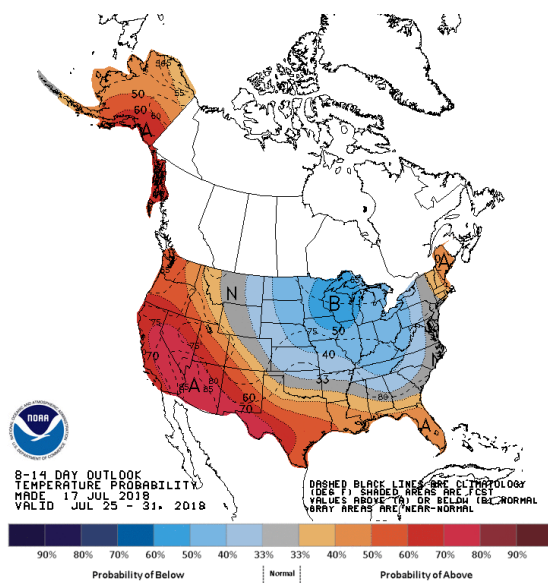 50
60
60
55
A
N
B
A
75
50
40
33
75
75
70
A
85
80
85
60
70
80
A
N
NOAA
8-14 DAY OUTLOOK
TEMPERATURE PROBABILITY
MADE 17 JUL 2018
VALID JUL 25 - 31, 2018
DASHED BLACK LINES ARE CLIMATOLOGY
(DEG F) SHADED AREAS ARE FCST
VALUES ABOVE (A) OR BELOW (B) NORMAL
GRAY AREAS ARE NEAR-NORMAL
90% 80% 70% 60% 50% 40% 33% 33% 40% 50% 60% 70% 80% 90%
Probability of Below Normal Probability of Above